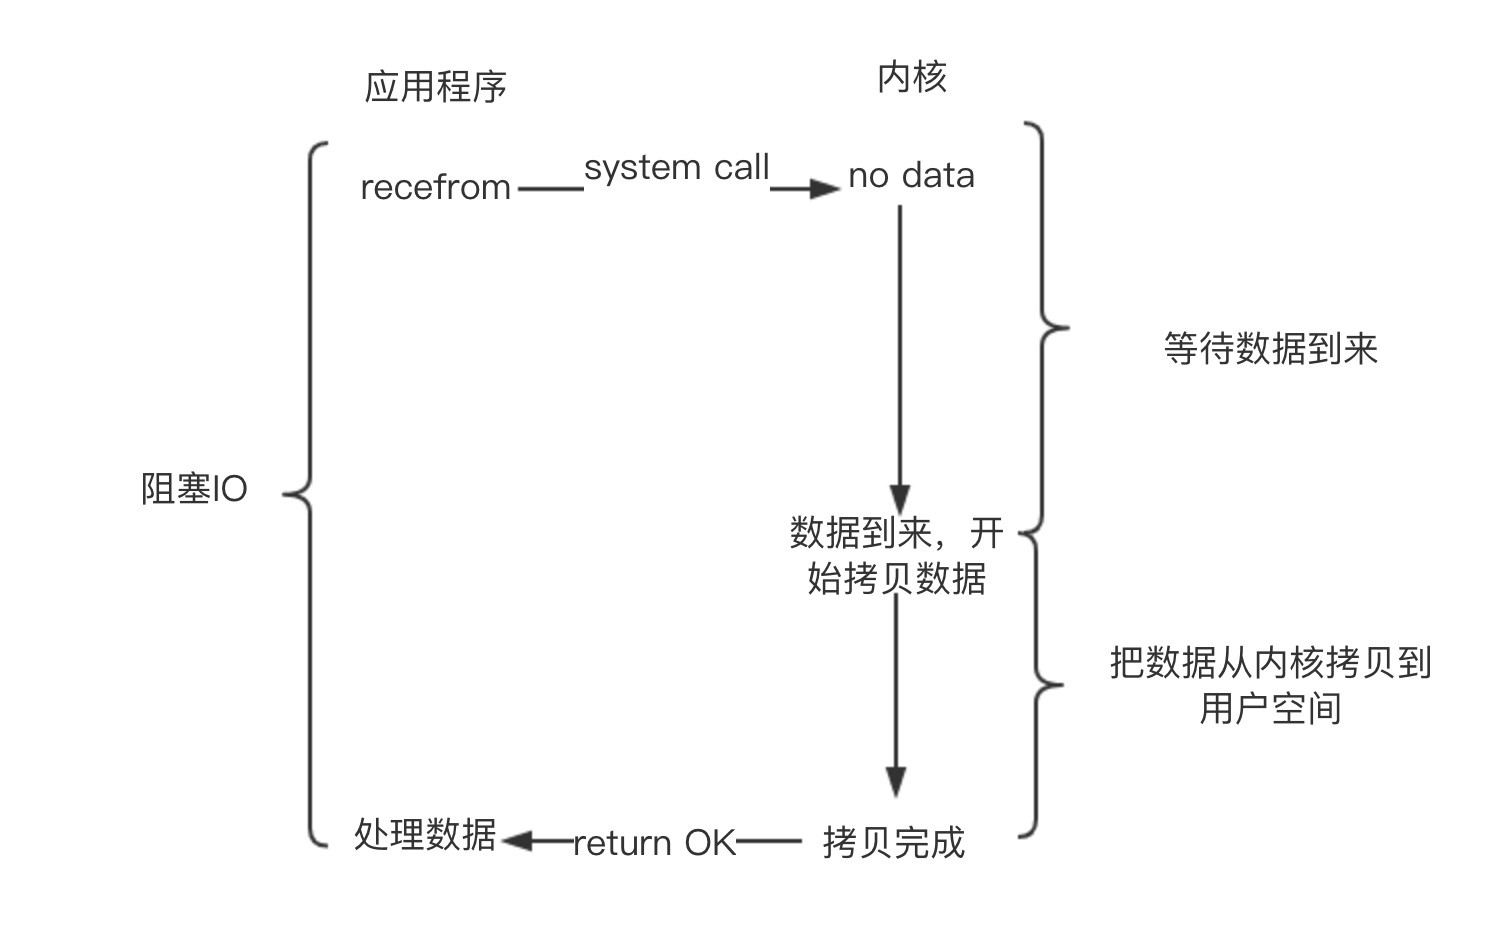 应用程序
内核
recefrom
system call
no data
等待数据到来
阻塞IO
数据到来，开
始拷贝数据
把数据从内核拷贝到
用户空间
处理数据
return OK
拷贝完成